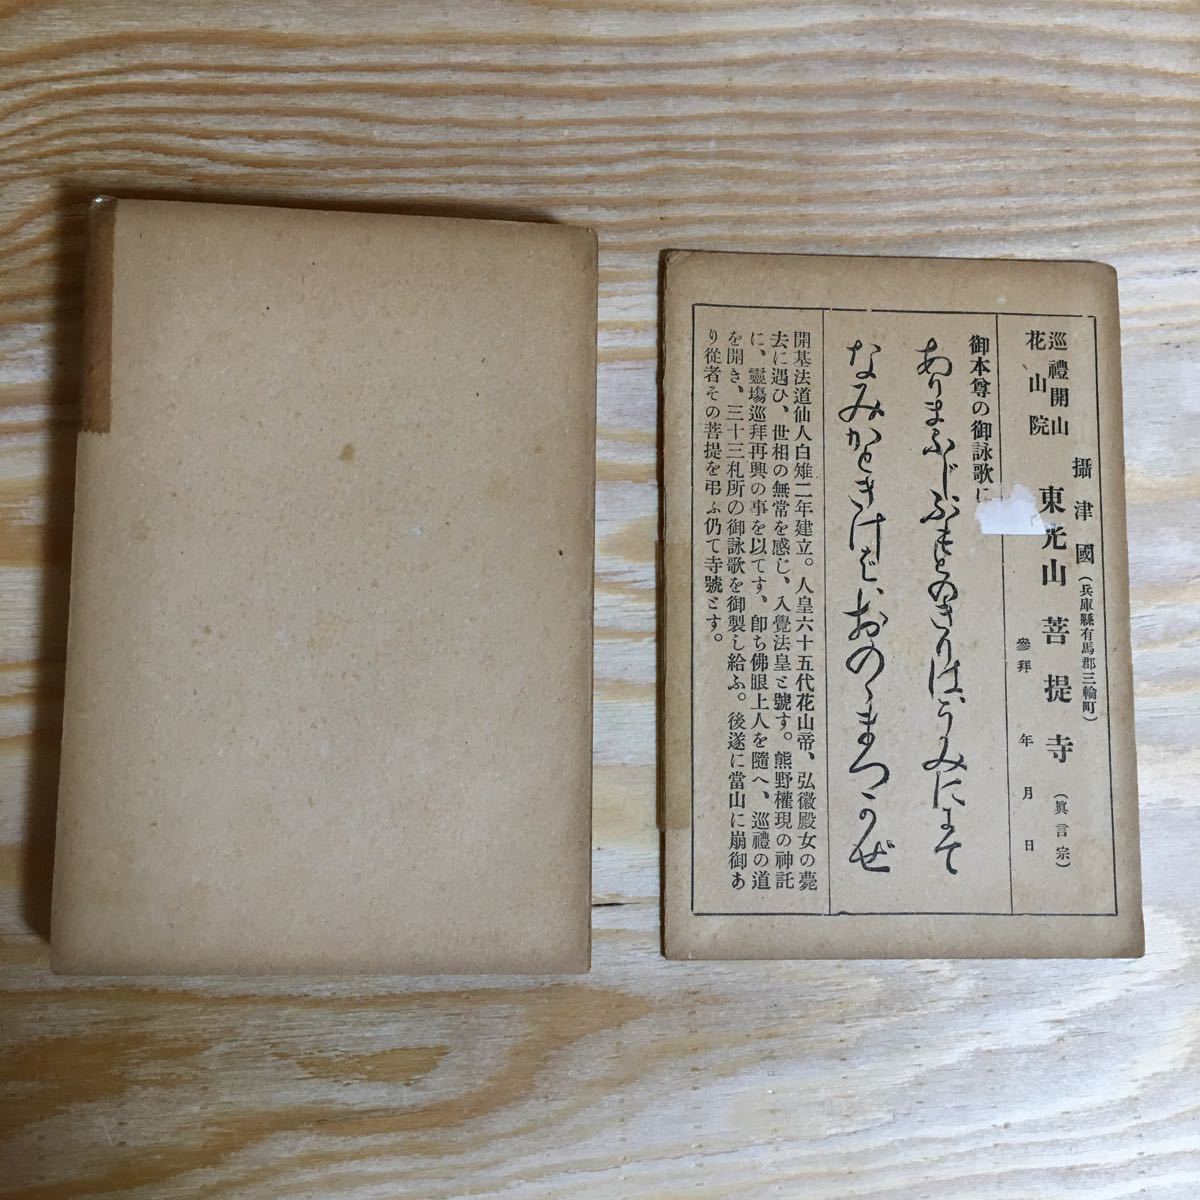 巡禮開山
花山院
攝津國（兵庫縣有馬郡三輪町）
東光山菩提寺（眞言宗）
參拜　年　月　日
御本尊の御詠歌に
ありまふじふもとのきりは、うみににて
なみかときけばおのゝまつかぜ
開基法道仙人白雉二年建立。人皇六十五代花山帝、弘徽殿女の薨
去に遇ひ、世相の無常を感じ、入覺法皇と號す。熊野權現の神託
に、靈塲巡拜再興の事を以てす、卽ち佛眼上人を隨へ、巡禮の道
を開き、三十三札所の御詠歌を御製し給ふ。後遂に當山に崩御あ
り從者その菩提を弔ふ仍て寺號とす。